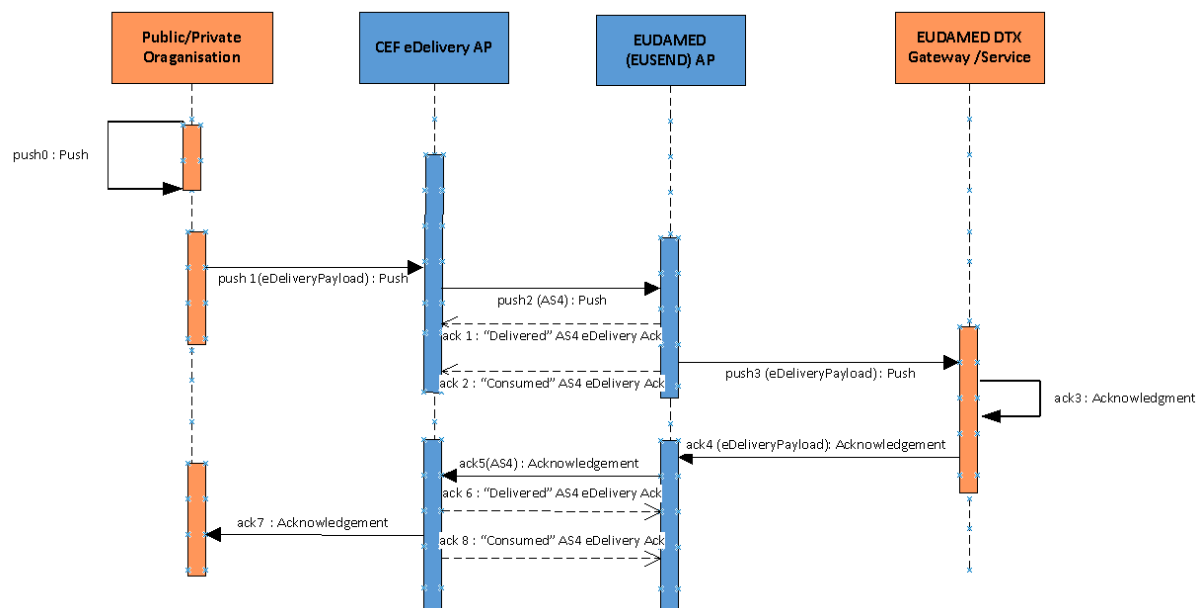 Public/Private
Oraganisation
CEF eDelivery AP
EUDAMED
(EUSEND) AP
EUDAMED DTX
Gateway /Service
push0 : Push
push 1(eDeliveryPayload) : Push
push2 (AS4) : Push
ack 1 : “Delivered” AS4 eDelivery Ack
push3 (eDeliveryPayload): Push
ack 2 : “Consumed” AS4 eDelivery Ack
ack3 : Acknowledgment
ack4 (eDeliveryPayload): Acknowledgement
ack5(AS4) : Acknowledgement
ack 6 : “Delivered” AS4 eDelivery Ack
ack7 : Acknowledgement
ack 8 : “Consumed” AS4 eDelivery Ack